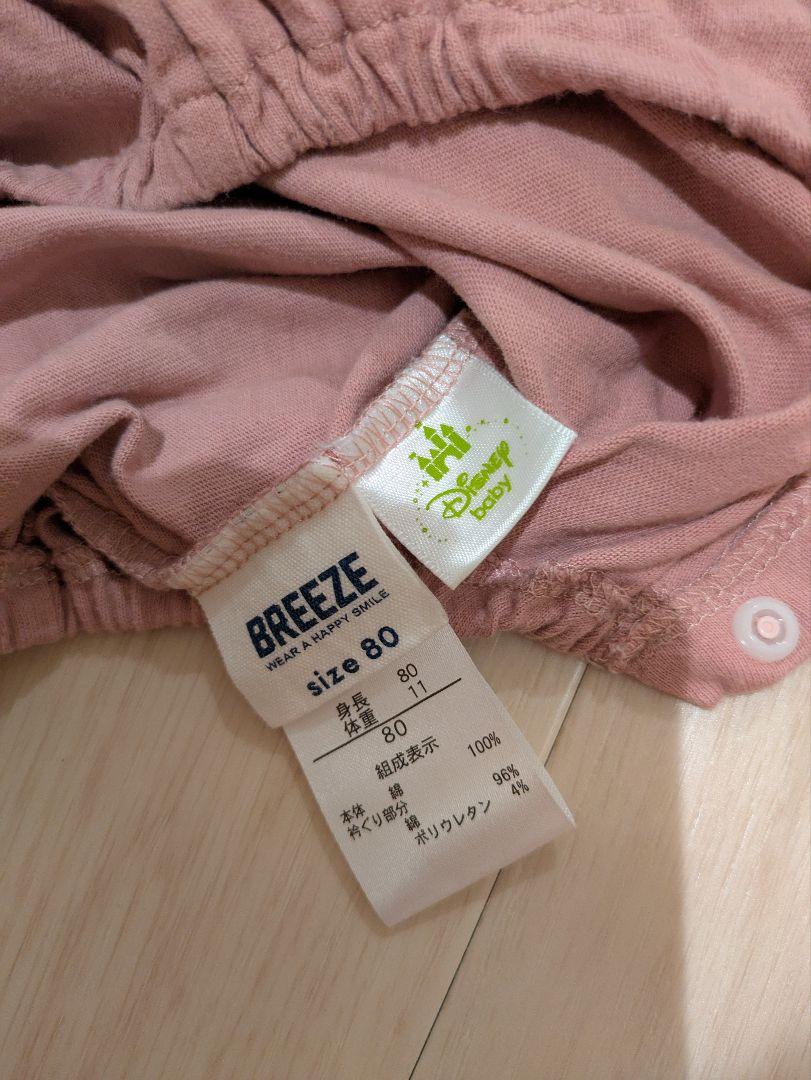 Disney
baby
BREEZE
WEAR A HAPPY SMILE
size 80
身長 80
体重 11
80
組成表示
本体 綿 100%
衿ぐり部分
綿 96%
ポリウレタン 4%